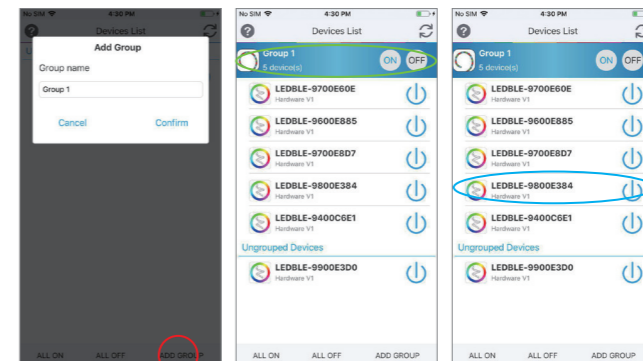 No SIM 4:30 PM
Devices List
Add Group
Group name
Group 1
Cancel Confirm
ALL ON ALL OFF ADD GROUP
No SIM 4:30 PM
Devices List
Group 1
5 device(s)
ON OFF
LEDBLE-9700E60E
Hardware V1
LEDBLE-9600E885
Hardware V1
LEDBLE-9700E8D7
Hardware V1
LEDBLE-9800E384
Hardware V1
LEDBLE-9400C6E1
Hardware V1
Ungrouped Devices
LEDBLE-9900E3D0
Hardware V1
ALL ON ALL OFF ADD GROUP
No SIM 4:30 PM
Devices List
Group 1
5 device(s)
ON OFF
LEDBLE-9700E60E
Hardware V1
LEDBLE-9600E885
Hardware V1
LEDBLE-9700E8D7
Hardware V1
LEDBLE-9800E384
Hardware V1
LEDBLE-9400C6E1
Hardware V1
Ungrouped Devices
LEDBLE-9900E3D0
Hardware V1
ALL ON ALL OFF ADD GROUP